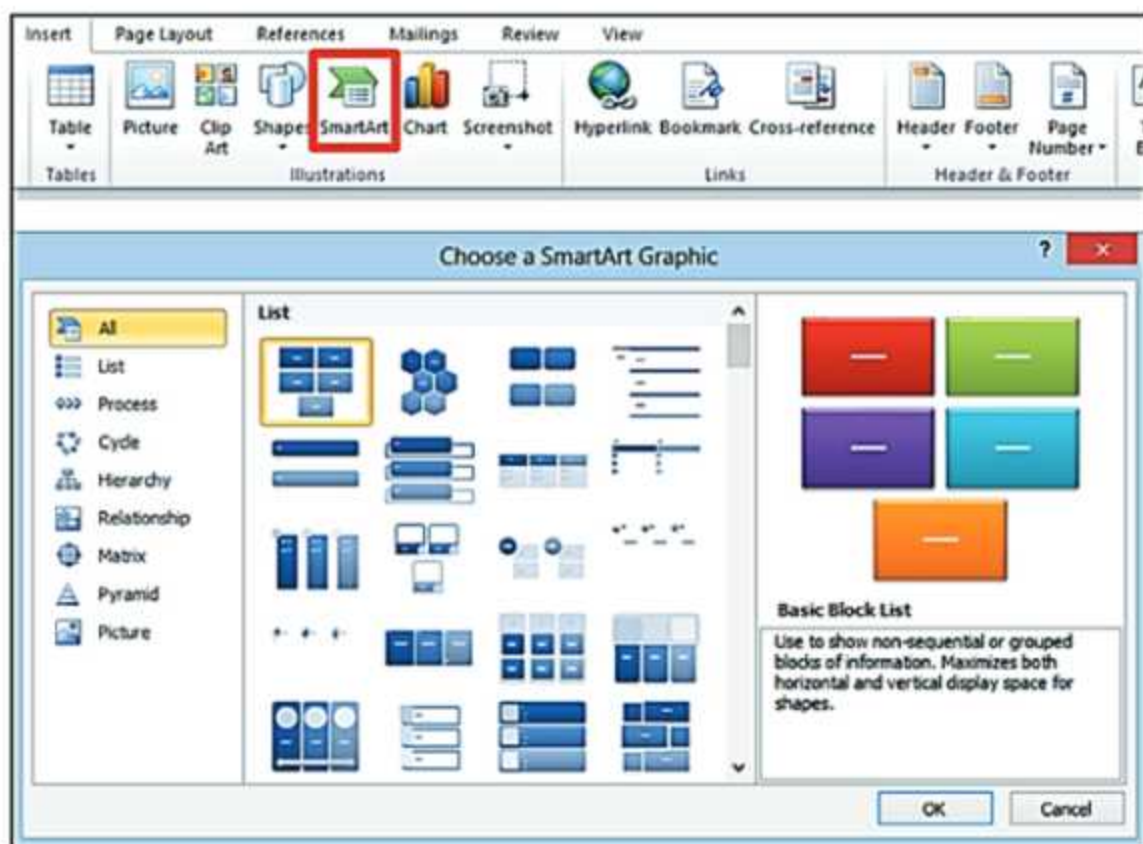 Insert Page Layout References Mailings Review View
Table Picture Clip Art Shapes SmartArt Chart Screenshot Hyperlink Bookmark Cross-reference Header Footer Page Number
Tables Illustrations Links Header & Footer
Choose a SmartArt Graphic ?
All
List
Process
Cycle
Hierarchy
Relationship
Matrix
Pyramid
Picture
List
Basic Block List
Use to show non-sequential or grouped
blocks of information. Maximizes both
horizontal and vertical display space for
shapes.
OK Cancel